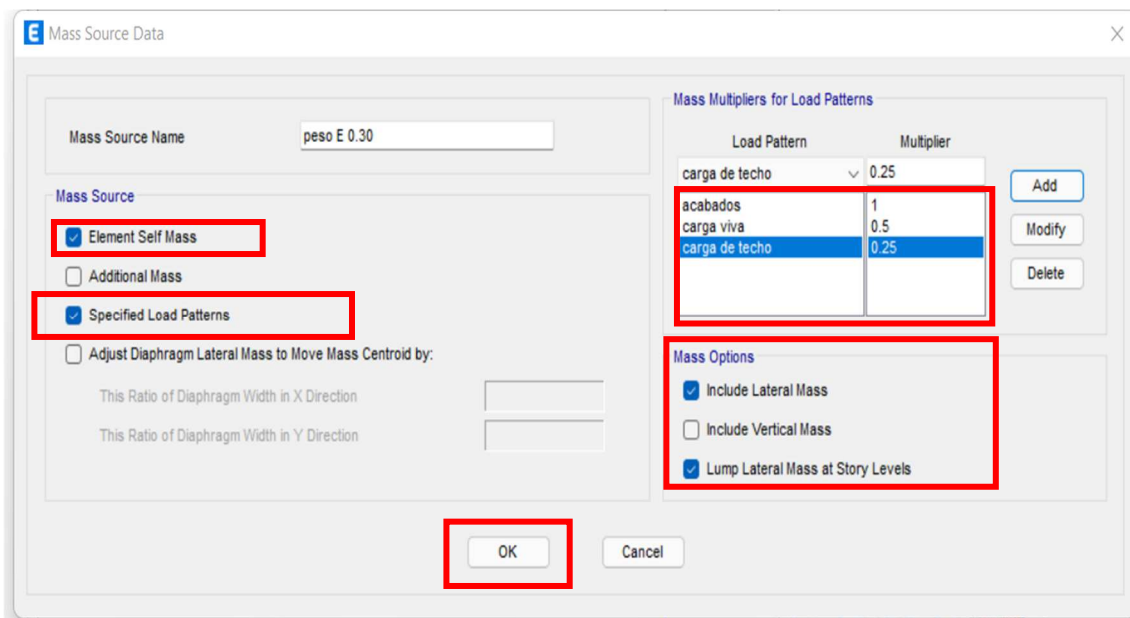 E Mass Source Data
Mass Source Name peso E 0.30
Mass Source
Element Self Mass
Additional Mass
Specified Load Patterns
Adjust Diaphragm Lateral Mass to Move Mass Centroid by:
This Ratio of Diaphragm Width in X Direction
This Ratio of Diaphragm Width in Y Direction
Mass Multipliers for Load Patterns
Load Pattern Multiplier
carga de techo 0.25
acabados 1
carga viva 0.5
carga de techo 0.25
Add
Modify
Delete
Mass Options
Include Lateral Mass
Include Vertical Mass
Lump Lateral Mass at Story Levels
OK Cancel